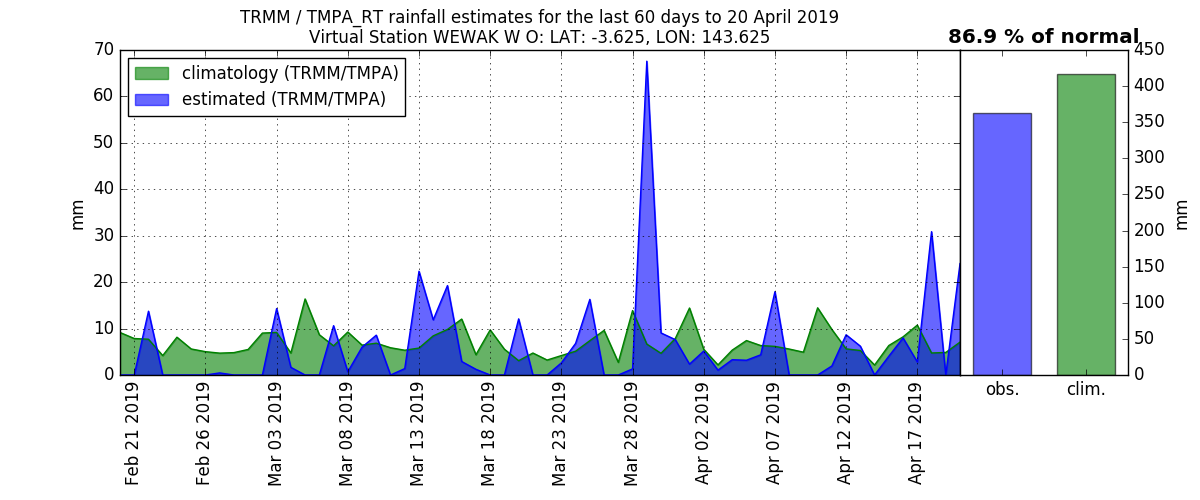 TRMM / TMPA_RT rainfall estimates for the last 60 days to 20 April 2019
Virtual Station WEWAK W O: LAT: -3.625, LON: 143.625
86.9 % of normal
climatology (TRMM/TMPA)
estimated (TRMM/TMPA)
mm
70
60
50
40
30
20
10
0
Feb 21 2019
Feb 26 2019
Mar 03 2019
Mar 08 2019
Mar 13 2019
Mar 18 2019
Mar 23 2019
Mar 28 2019
Apr 02 2019
Apr 07 2019
Apr 12 2019
Apr 17 2019
450
400
350
300
250
200
150
100
50
0
mm
obs.
clim.